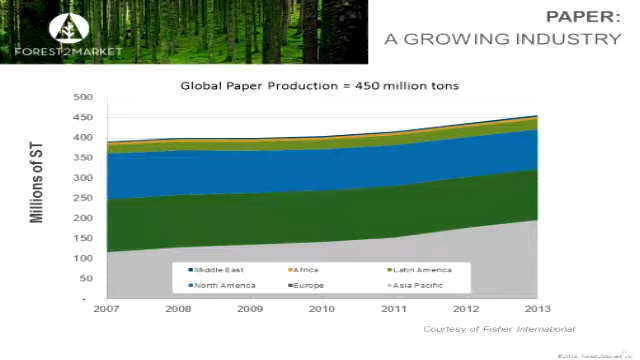 PAPER:
A GROWING INDUSTRY
FOREST2MARKET
Global Paper Production = 450 million tons
Millions of ST
500
450
400
350
300
250
200
150
100
50
-
Middle East Africa Latin America
North America Europe Asia Pacific
2007 2008 2009 2010 2011 2012 2013
Courtesy of Fisher International